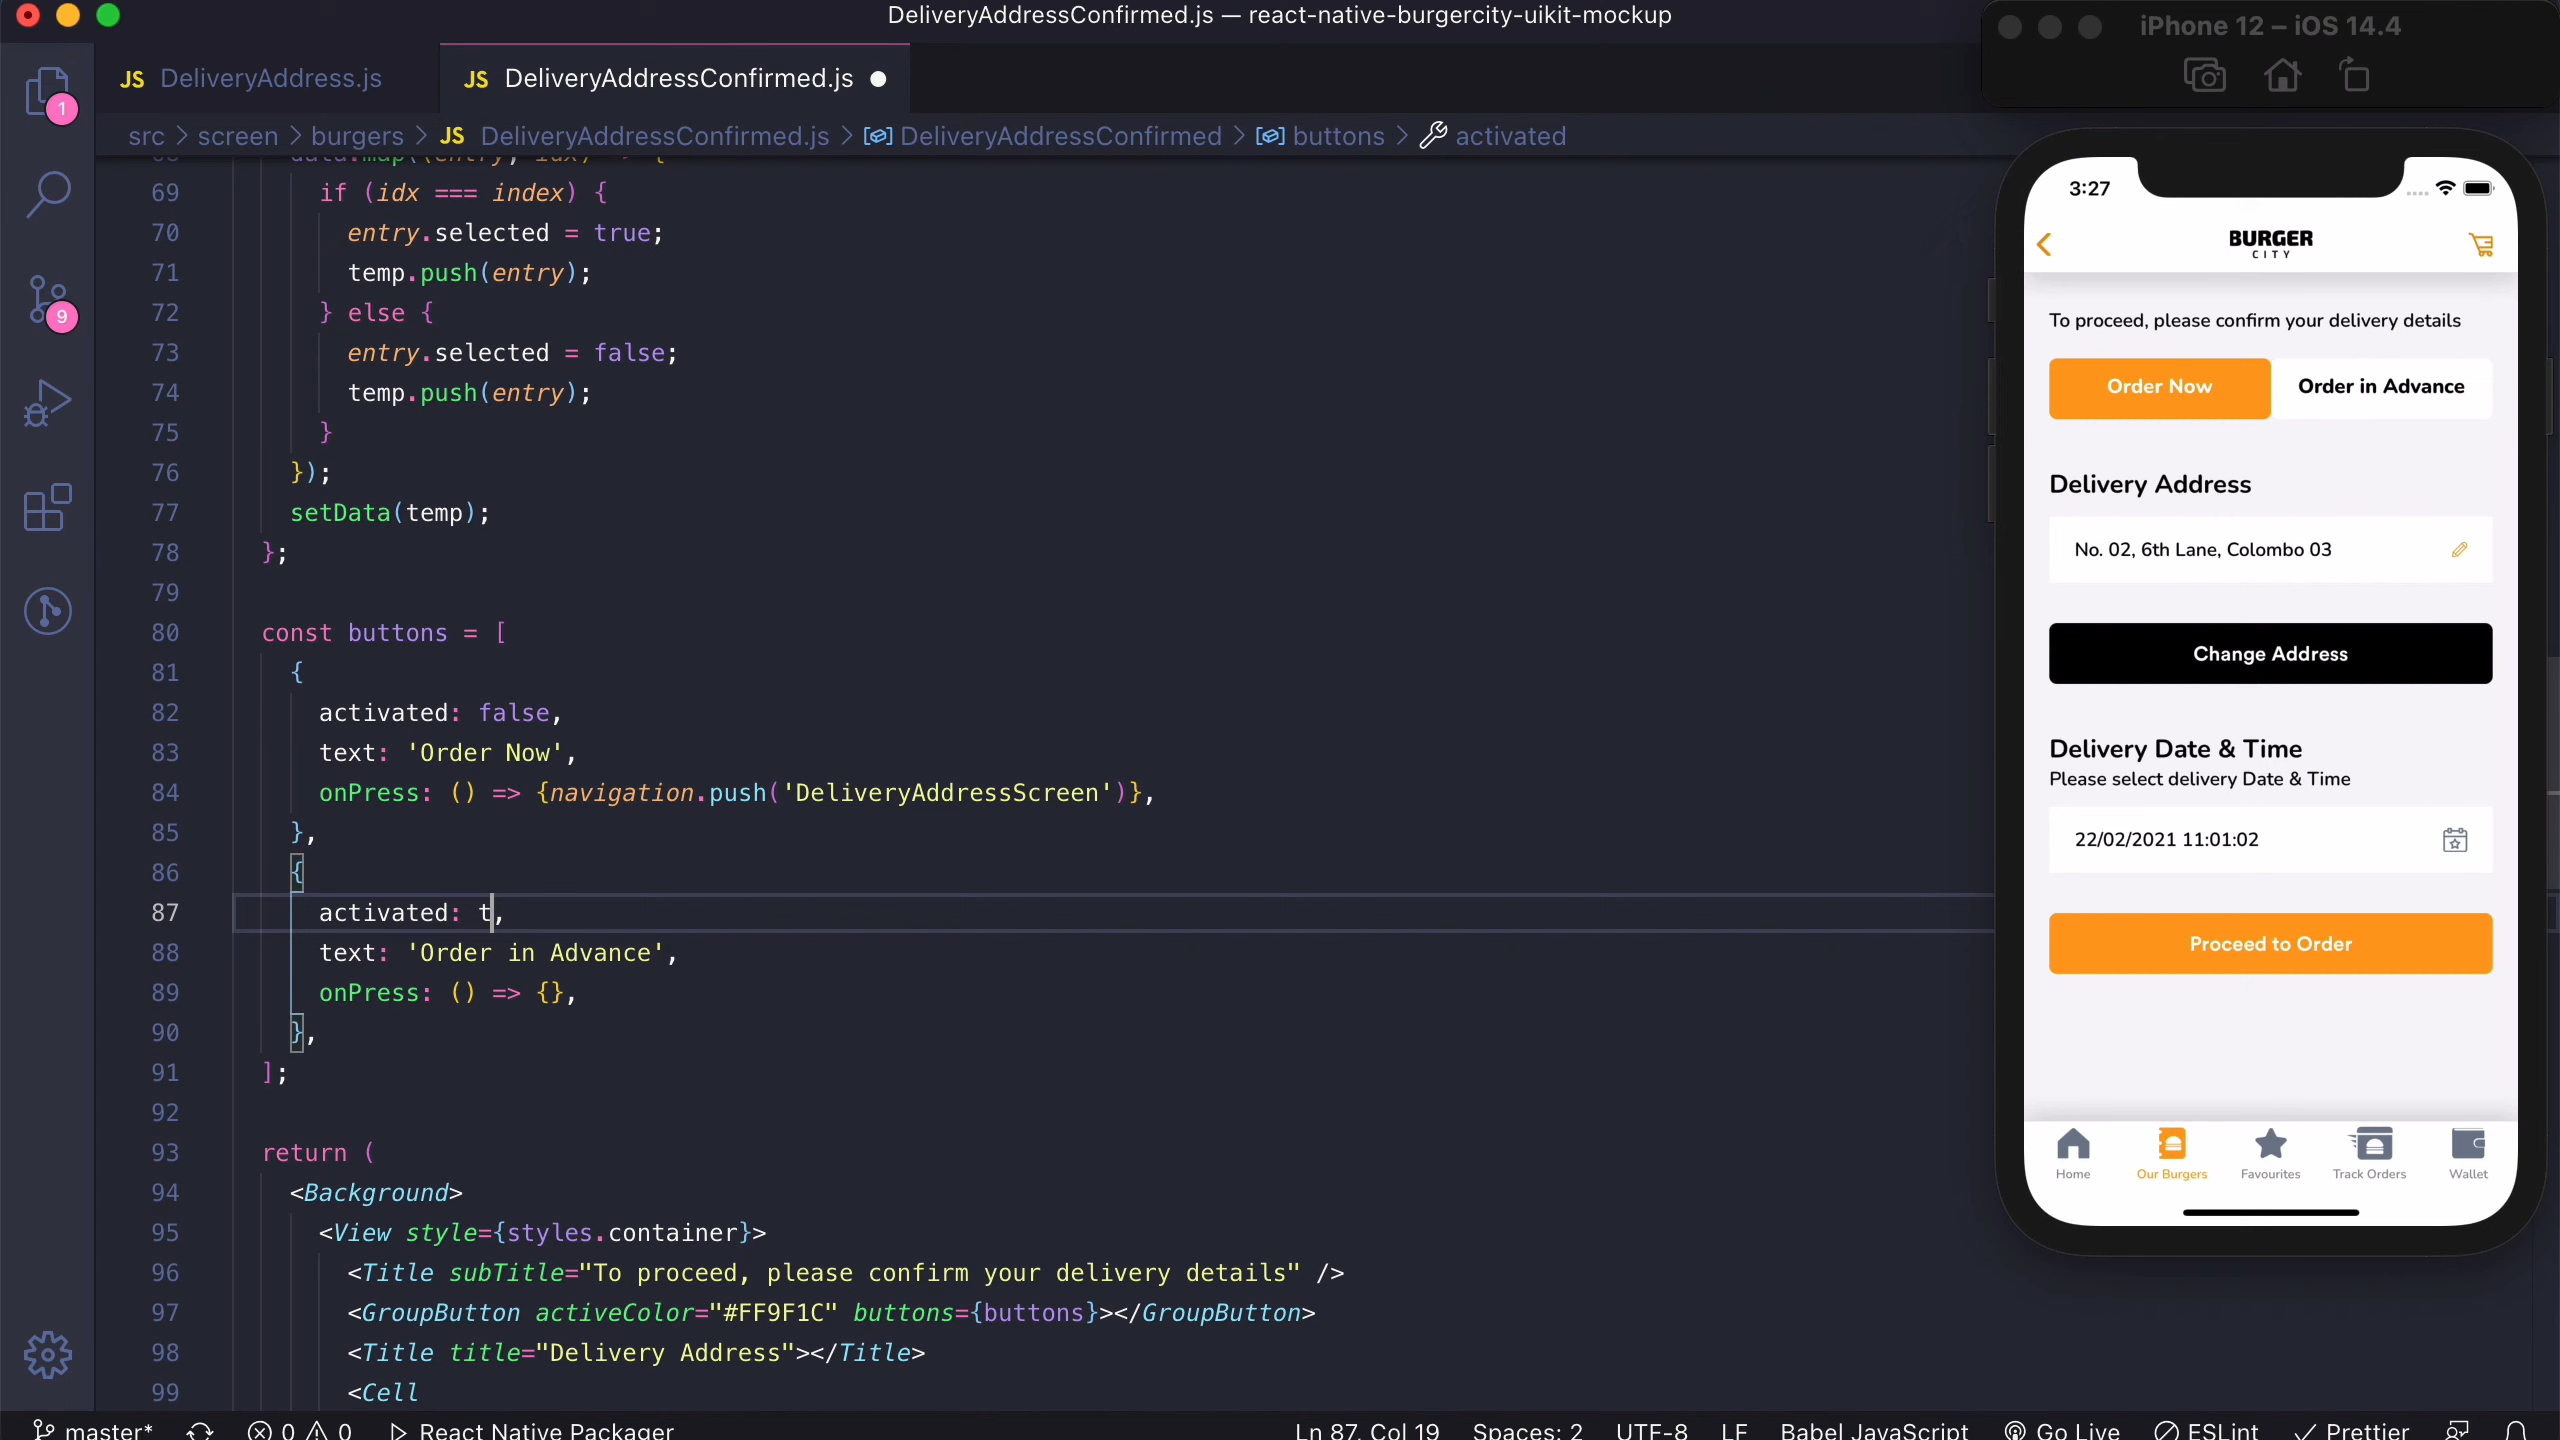 DeliveryAddressConfirmed.js — react-native-burgercity-uikit-mockup
JS DeliveryAddress.js
JS DeliveryAddressConfirmed.js
1
9
src > screen > burgers > JS DeliveryAddressConfirmed.js > DeliveryAddressConfirmed > buttons > activated
69 if (idx === index) {
70 entry.selected = true;
71 temp.push(entry);
72 } else {
73 entry.selected = false;
74 temp.push(entry);
75 }
76 });
77 setData(temp);
78 };
79
80 const buttons = [
81 {
82 activated: false,
83 text: 'Order Now',
84 onPress: () => {navigation.push('DeliveryAddressScreen')},
85 },
86 {
87 activated: t,
88 text: 'Order in Advance',
89 onPress: () => {},
90 },
91 ];
92
93 return (
94 <Background>
95 <View style={styles.container}>
96 <Title subTitle="To proceed, please confirm your delivery details" />
97 <GroupButton activeColor="#FF9F1C" buttons={buttons}></GroupButton>
98 <Title title="Delivery Address"></Title>
99 <Cell
master* 0 0 React Native Packager
Ln 87, Col 19 Spaces: 2 UTF-8 LF Babel JavaScript Go Live ESLint Prettier
iPhone 12 – iOS 14.4
3:27
BURGER
CITY
To proceed, please confirm your delivery details
Order Now
Order in Advance
Delivery Address
No. 02, 6th Lane, Colombo 03
Change Address
Delivery Date & Time
Please select delivery Date & Time
22/02/2021 11:01:02
Proceed to Order
Home
Our Burgers
Favourites
Track Orders
Wallet